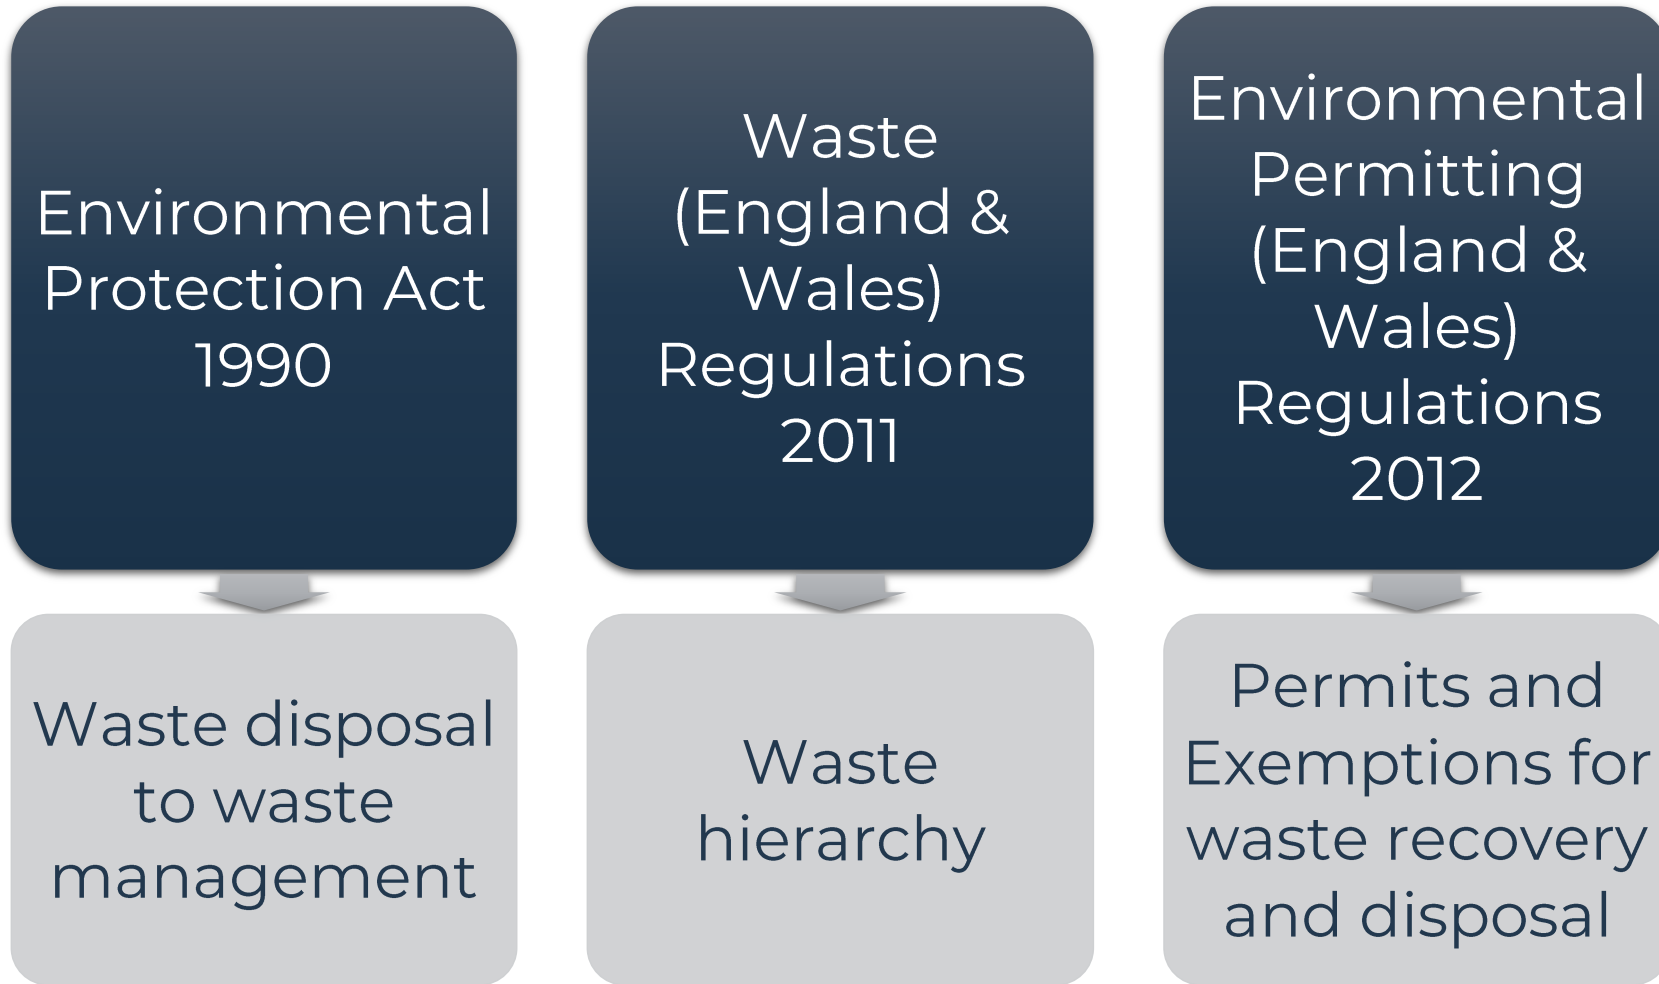 Environmental
Protection Act
1990
Waste disposal
to waste
management
Waste
(England &
Wales)
Regulations
2011
Waste
hierarchy
Environmental
Permitting
(England &
Wales)
Regulations
2012
Permits and
Exemptions for
waste recovery
and disposal